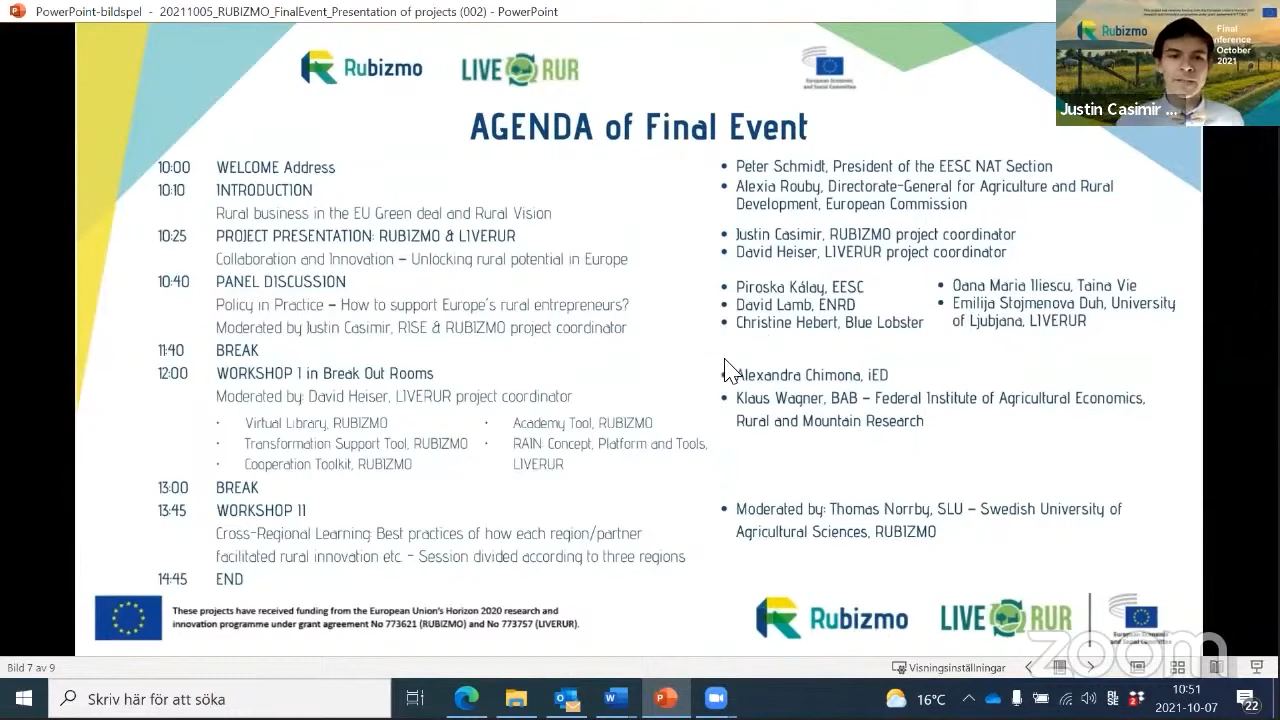 PowerPoint-bildspel - 20211005_RUBIZMO_FinalEvent_Presentation of projects (002) - PowerPoint
Rubizmo
LIVERUR
European Economic
and Social Committee
Rubizmo
Final
October
2021
Justin Casimir ...
AGENDA of Final Event
10:00 WELCOME Address
• Peter Schmidt, President of the EESC NAT Section
10:10 INTRODUCTION
• Alexia Rouby, Directorate-General for Agriculture and Rural
Development, European Commission
Rural business in the EU Green deal and Rural Vision
10:25 PROJECT PRESENTATION: RUBIZMO & LIVERUR
• Justin Casimir, RUBIZMO project coordinator
Collaboration and Innovation – Unlocking rural potential in Europe
• David Heiser, LIVERUR project coordinator
10:40 PANEL DISCUSSION
Policy in Practice – How to support Europe's rural entrepreneurs?
Moderated by Justin Casimir, RISE & RUBIZMO project coordinator
• Piroska Kálay, EESC
• David Lamb, ENRD
• Christine Hebert, Blue Lobster
• Oana Maria Iliescu, Taina Vie
• Emilija Stojmenova Duh, University
of Ljubjana, LIVERUR
11:40 BREAK
12:00 WORKSHOP I in Break Out Rooms
Moderated by: David Heiser, LIVERUR project coordinator
• Alexandra Chimona, iED
• Klaus Wagner, BAB – Federal Institute of Agricultural Economics,
Rural and Mountain Research
· Virtual Library, RUBIZMO
· Transformation Support Tool, RUBIZMO
· Cooperation Toolkit, RUBIZMO
· Academy Tool, RUBIZMO
· RAIN: Concept, Platform and Tools,
LIVERUR
13:00 BREAK
13:45 WORKSHOP II
• Moderated by: Thomas Norrby, SLU – Swedish University of
Agricultural Sciences, RUBIZMO
Cross-Regional Learning: Best practices of how each region/partner
facilitated rural innovation etc. - Session divided according to three regions
14:45 END
These projects have received funding from the European Union's Horizon 2020 research and
innovation programme under grant agreement No 773621 (RUBIZMO) and No 773757 (LIVERUR).
Rubizmo
LIVERUR
zoom
Bild 7 av 9
Visningsinställningar
Skriv här för att söka
16°C
10:51
2021-10-07
22